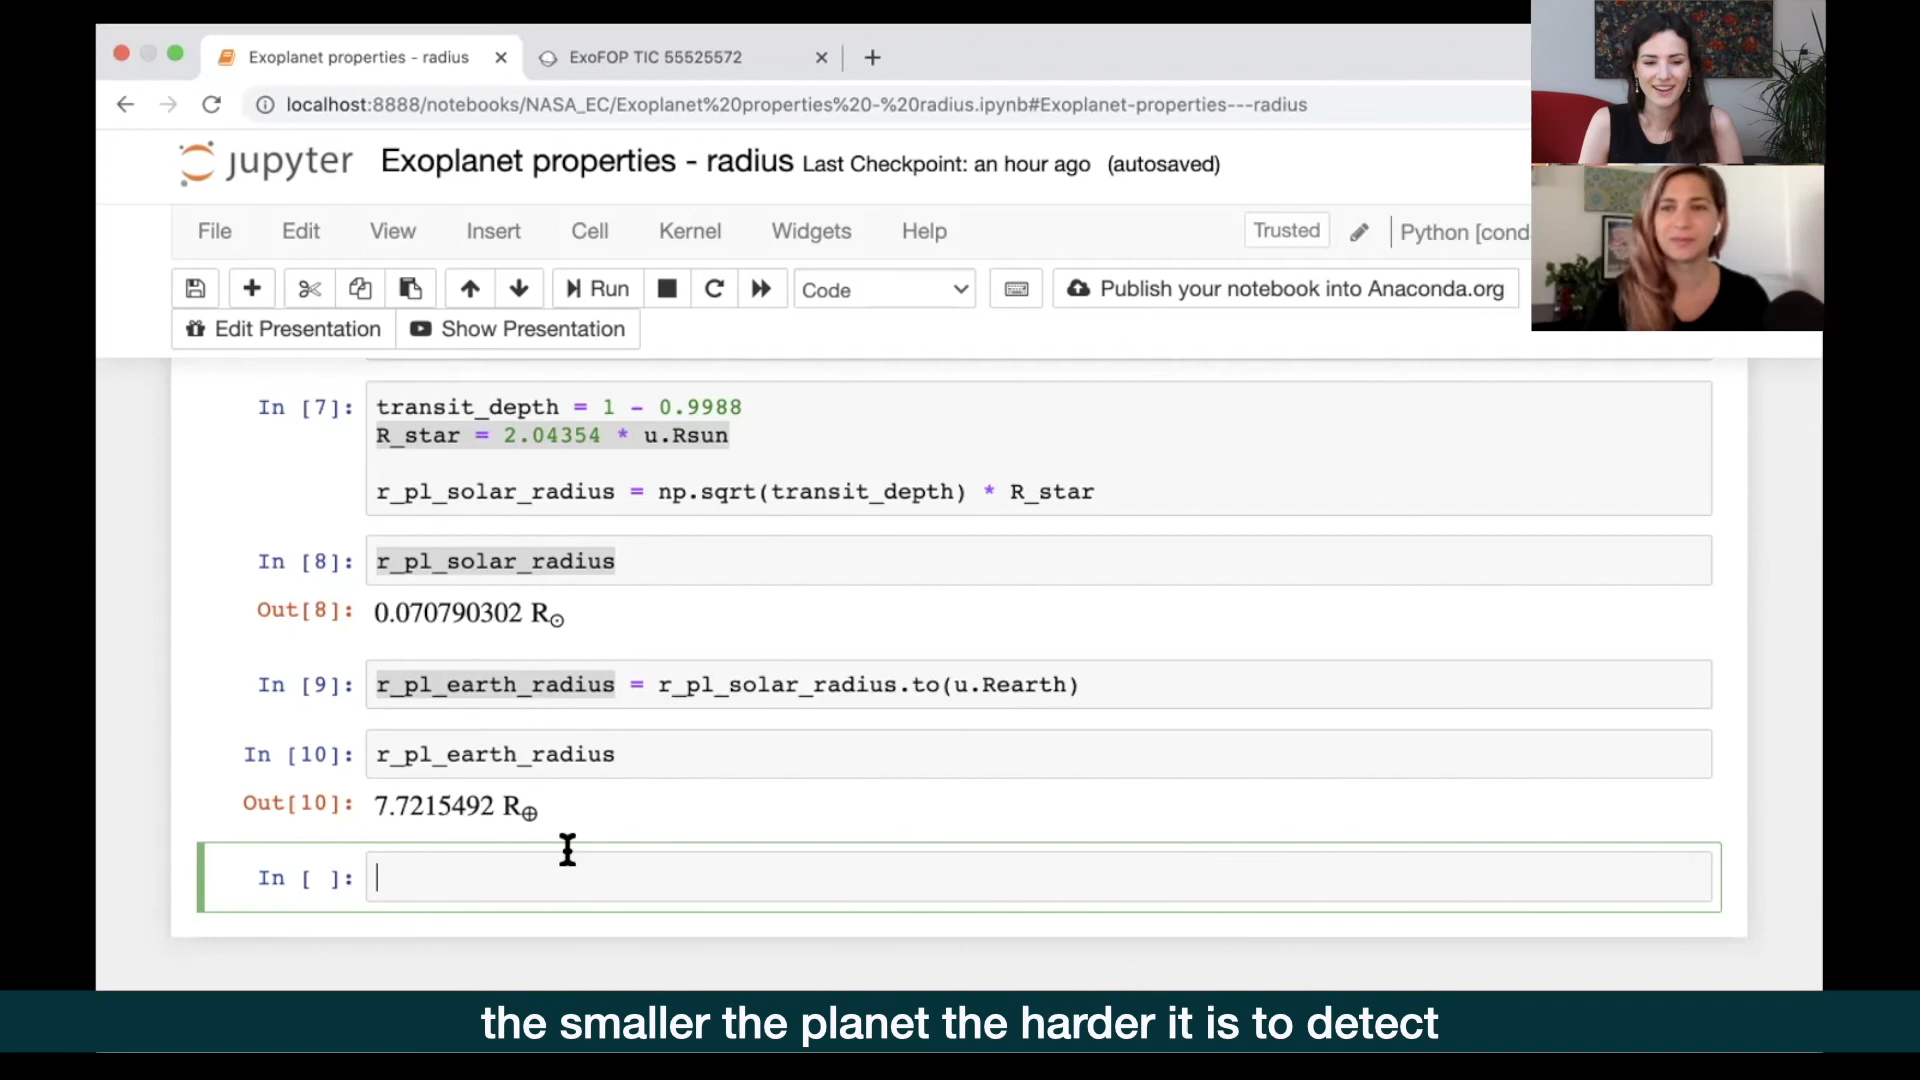 Exoplanet properties - radius
ExoFOP TIC 55525572
localhost:8888/notebooks/NASA_EC/Exoplanet%20properties%20-%20radius.ipynb#Exoplanet-properties---radius
jupyter Exoplanet properties - radius Last Checkpoint: an hour ago (autosaved)
File Edit View Insert Cell Kernel Widgets Help Trusted Python [cond
Run Code Publish your notebook into Anaconda.org
Edit Presentation Show Presentation
In [7]: transit_depth = 1 - 0.9988
R_star = 2.04354 * u.Rsun
r_pl_solar_radius = np.sqrt(transit_depth) * R_star
In [8]: r_pl_solar_radius
Out[8]: 0.070790302 R⊙
In [9]: r_pl_earth_radius = r_pl_solar_radius.to(u.Rearth)
In [10]: r_pl_earth_radius
Out[10]: 7.7215492 R⊕
In [ ]:
the smaller the planet the harder it is to detect